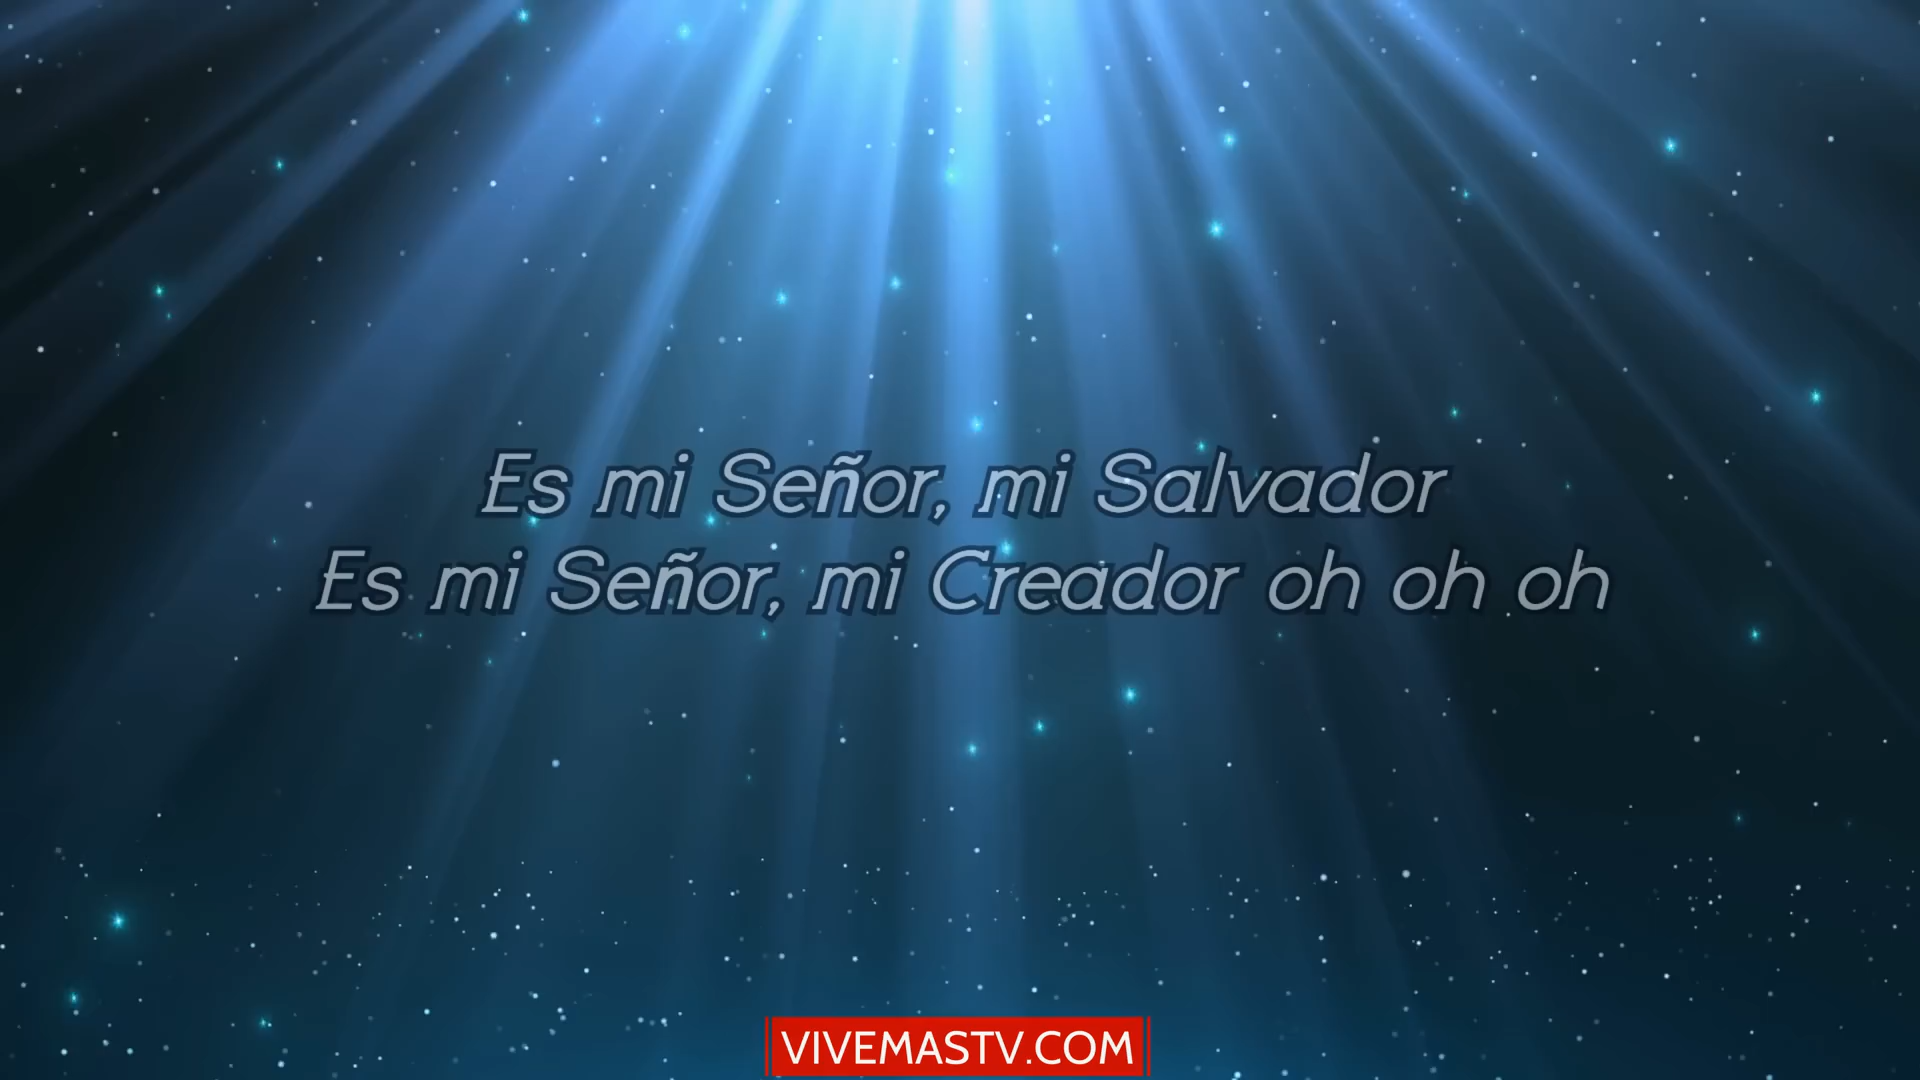 Es mi Señor, mi Salvador
Es mi Señor, mi Creador oh oh oh
VIVEMASTV.COM